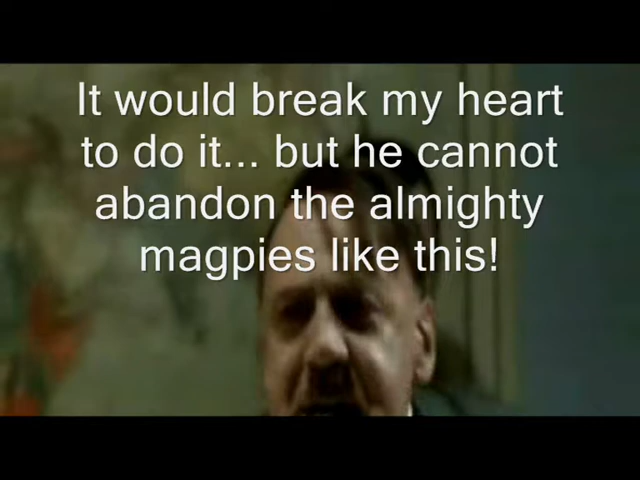 It would break my heart
to do it... but he cannot
abandon the almighty
magpies like this!